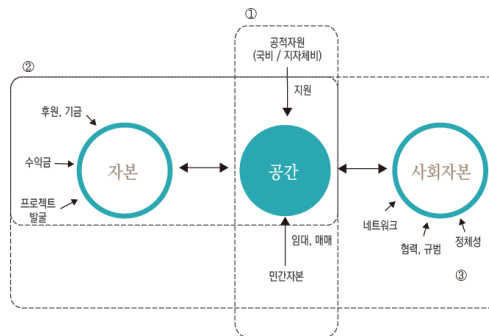 ①
공적자원
(국비 / 지자체비)
②
지원
후원, 기금
수익금
자본
공간
사회자본
프로젝트
발굴
네트워크
정체성
임대, 매매
협력, 규범
민간자본
③